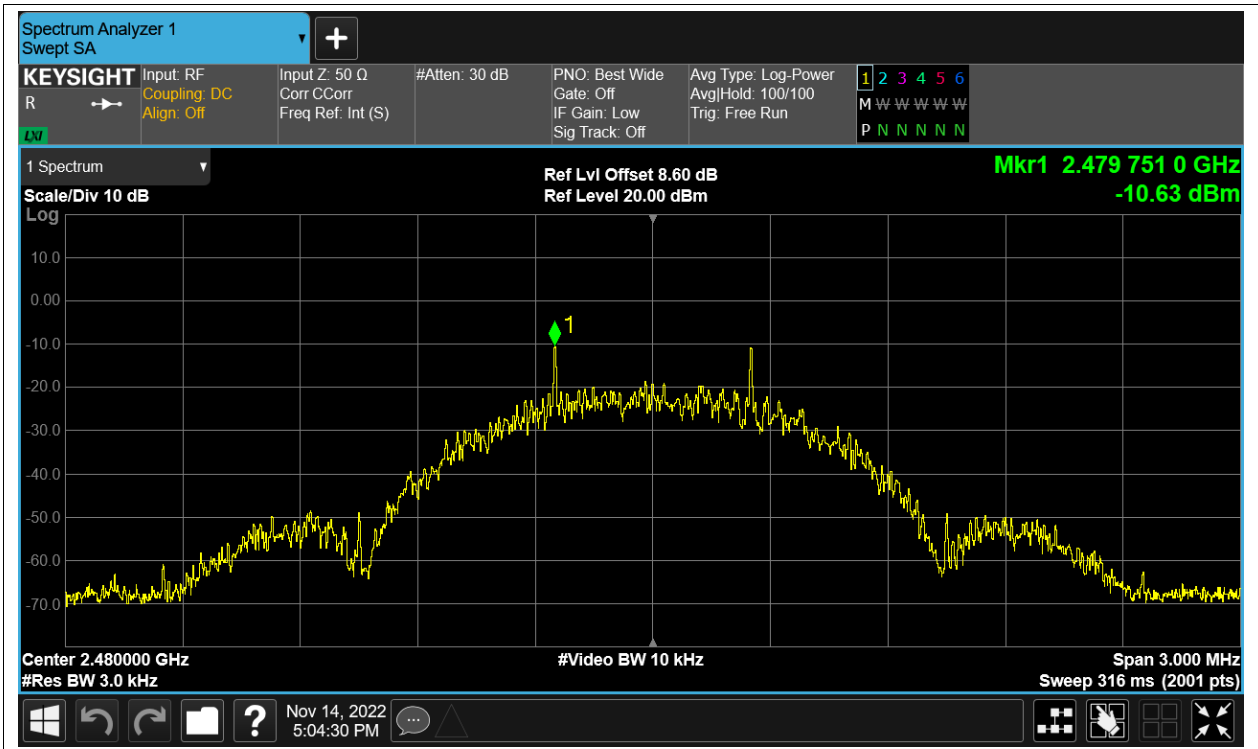 Spectrum Analyzer 1
Swept SA
KEYSIGHT
R
LXI
Input: RF
Coupling: DC
Align: Off
Input Z: 50 Ω
Corr CCorr
Freq Ref: Int (S)
#Atten: 30 dB
PNO: Best Wide
Gate: Off
IF Gain: Low
Sig Track: Off
Avg Type: Log-Power
Avg|Hold: 100/100
Trig: Free Run
1 2 3 4 5 6
M W W W W W
P N N N N N
1 Spectrum
Scale/Div 10 dB
Log
Ref Lvl Offset 8.60 dB
Ref Level 20.00 dBm
Mkr1 2.479 751 0 GHz
-10.63 dBm
10.0
0.00
-10.0
-20.0
-30.0
-40.0
-50.0
-60.0
-70.0
1
Center 2.480000 GHz
#Res BW 3.0 kHz
#Video BW 10 kHz
Span 3.000 MHz
Sweep 316 ms (2001 pts)
?
Nov 14, 2022
5:04:30 PM